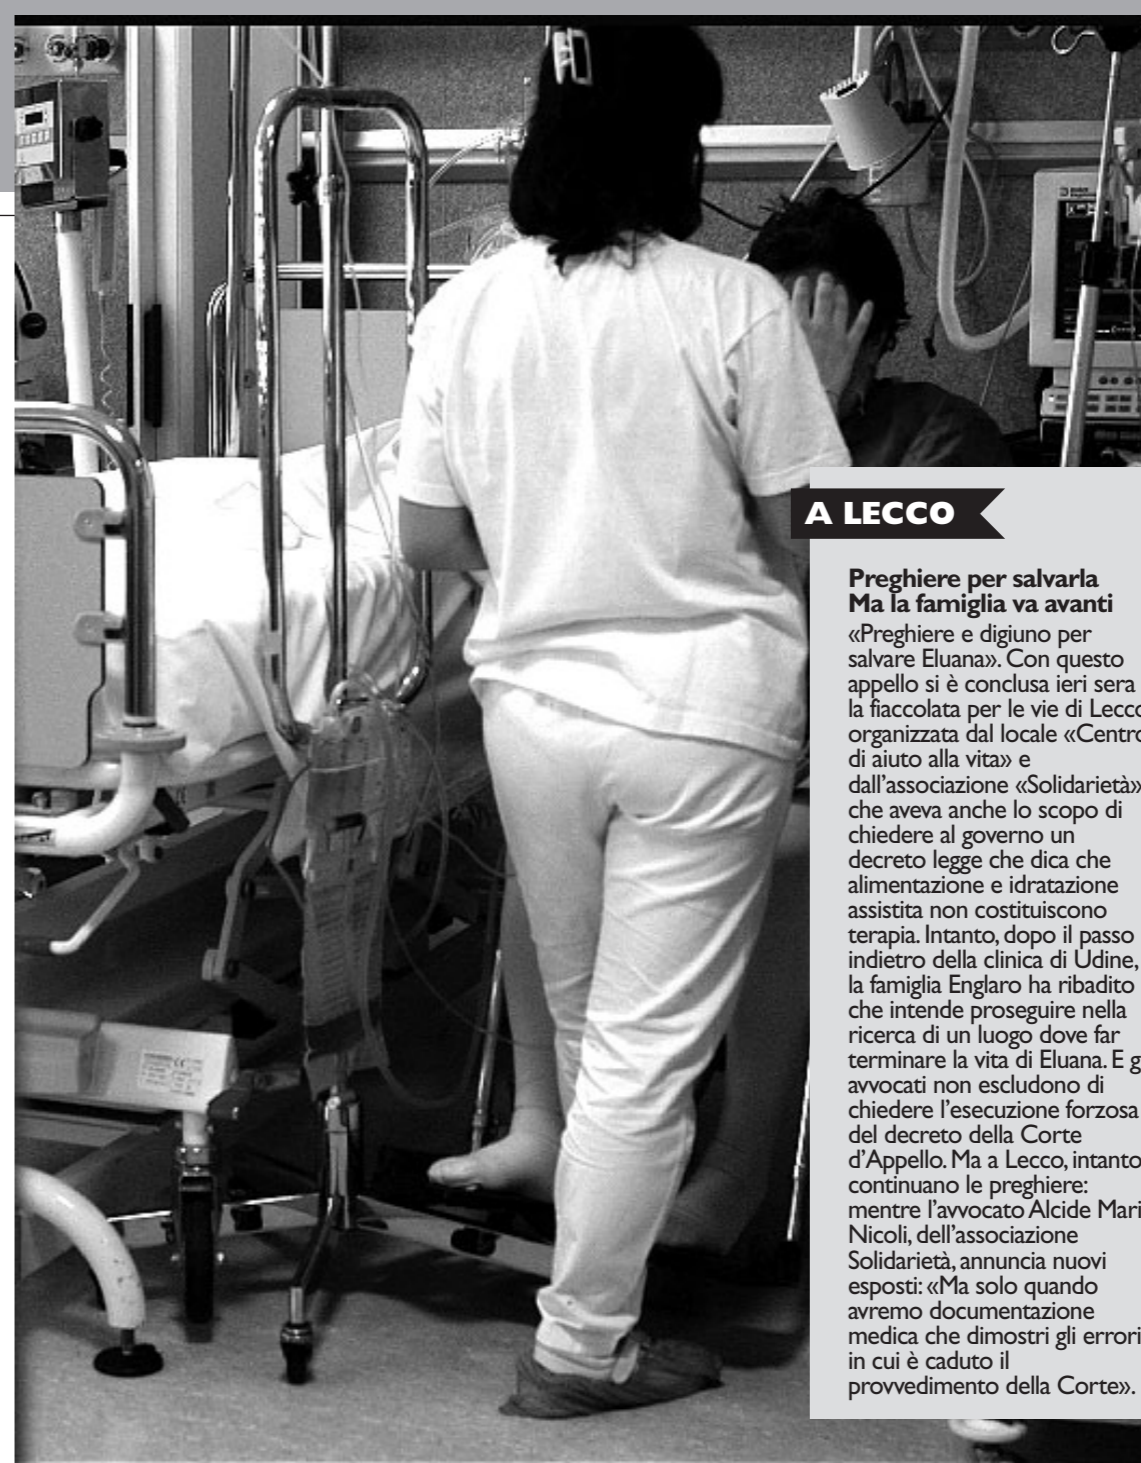 A LECCO
Preghiere per salvarla
Ma la famiglia va avanti
«Preghiere e digiuno per
salvare Eluana». Con questo
appello si è conclusa ieri sera
la fiaccolata per le vie di Lecco
organizzata dal locale «Centro
di aiuto alla vita» e
dall'associazione «Solidarietà»
che aveva anche lo scopo di
chiedere al governo un
decreto legge che dica che
alimentazione e idratazione
assistita non costituiscono
terapia. Intanto, dopo il passo
indietro della clinica di Udine,
la famiglia Englaro ha ribadito
che intende proseguire nella
ricerca di un luogo dove far
terminare la vita di Eluana. E g
avvocati non escludono di
chiedere l'esecuzione forzosa
del decreto della Corte
d'Appello. Ma a Lecco, intanto
continuano le preghiere:
mentre l'avvocato Alcide Mari
Nicoli, dell'associazione
Solidarietà, annuncia nuovi
esposti: «Ma solo quando
avremo documentazione
medica che dimostri gli errori
in cui è caduto il
provvedimento della Corte».